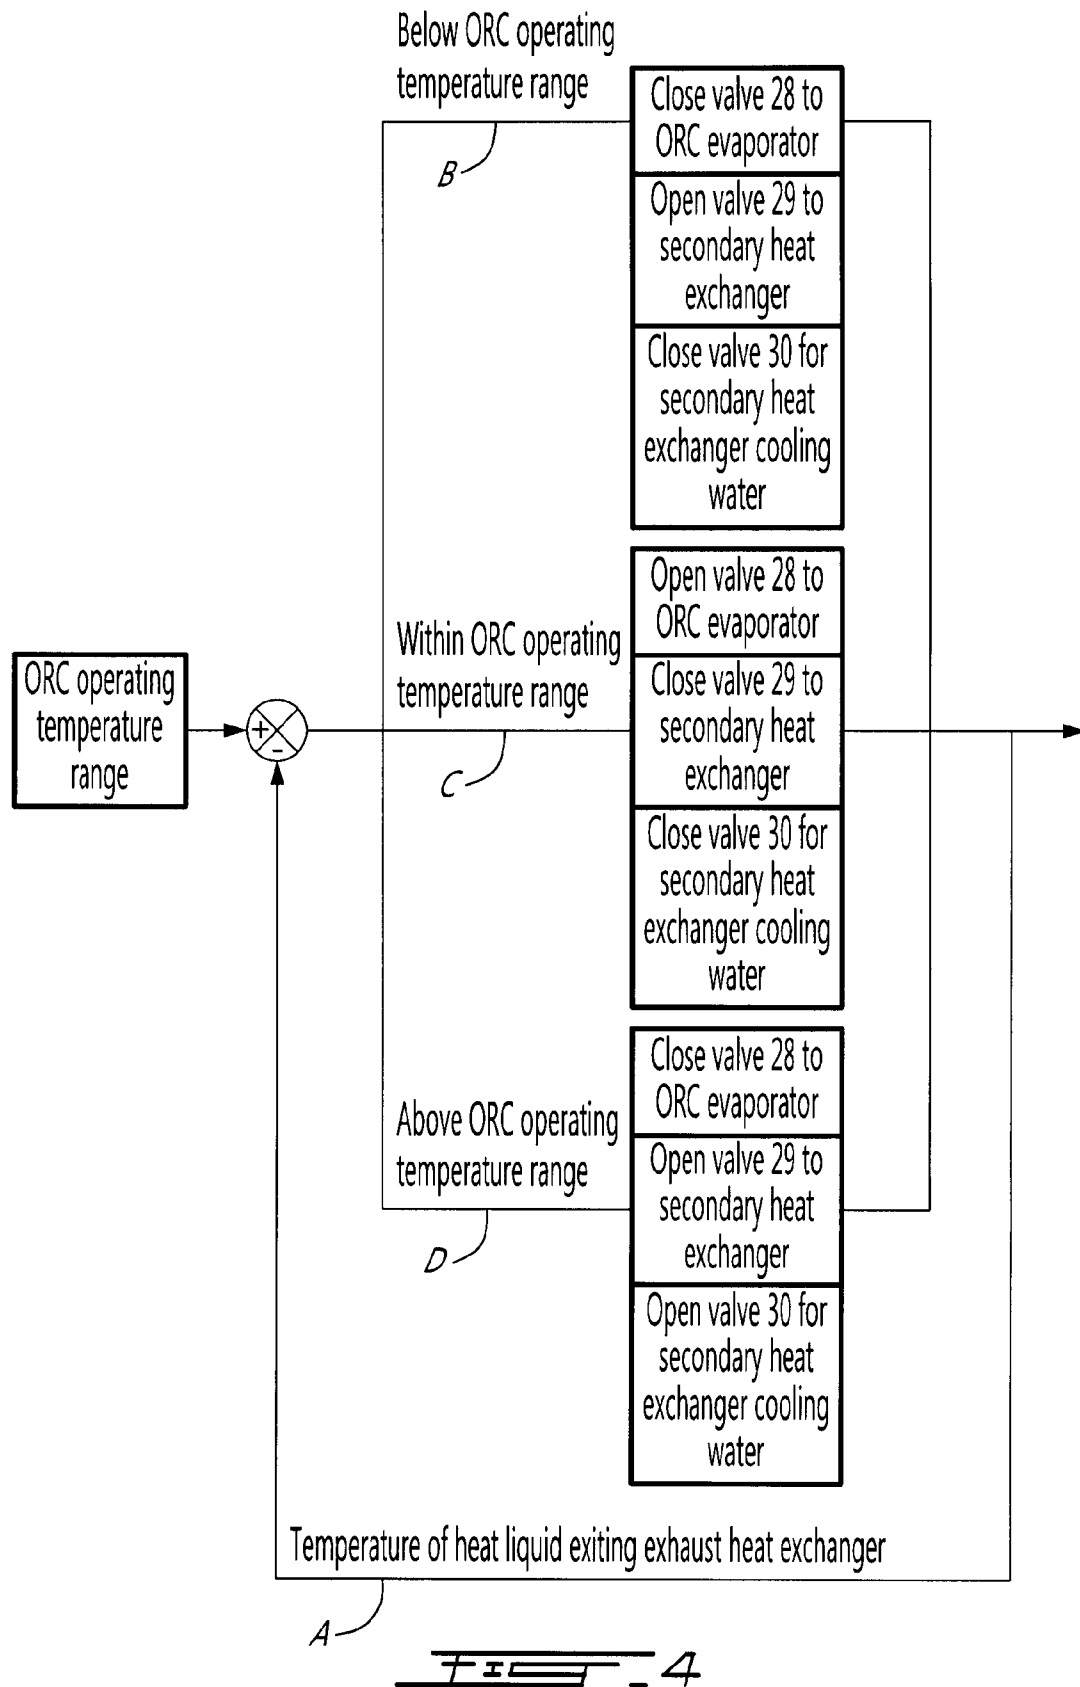 Below ORC operating
temperature range
B
Close valve 28 to
ORC evaporator
Open valve 29 to
secondary heat
exchanger
Close valve 30 for
secondary heat
exchanger cooling
water
ORC operating
temperature
range
+
-
Within ORC operating
temperature range
C
Open valve 28 to
ORC evaporator
Close valve 29 to
secondary heat
exchanger
Close valve 30 for
secondary heat
exchanger cooling
water
Above ORC operating
temperature range
D
Close valve 28 to
ORC evaporator
Open valve 29 to
secondary heat
exchanger
Open valve 30 for
secondary heat
exchanger cooling
water
Temperature of heat liquid exiting exhaust heat exchanger
A
FIG. 4